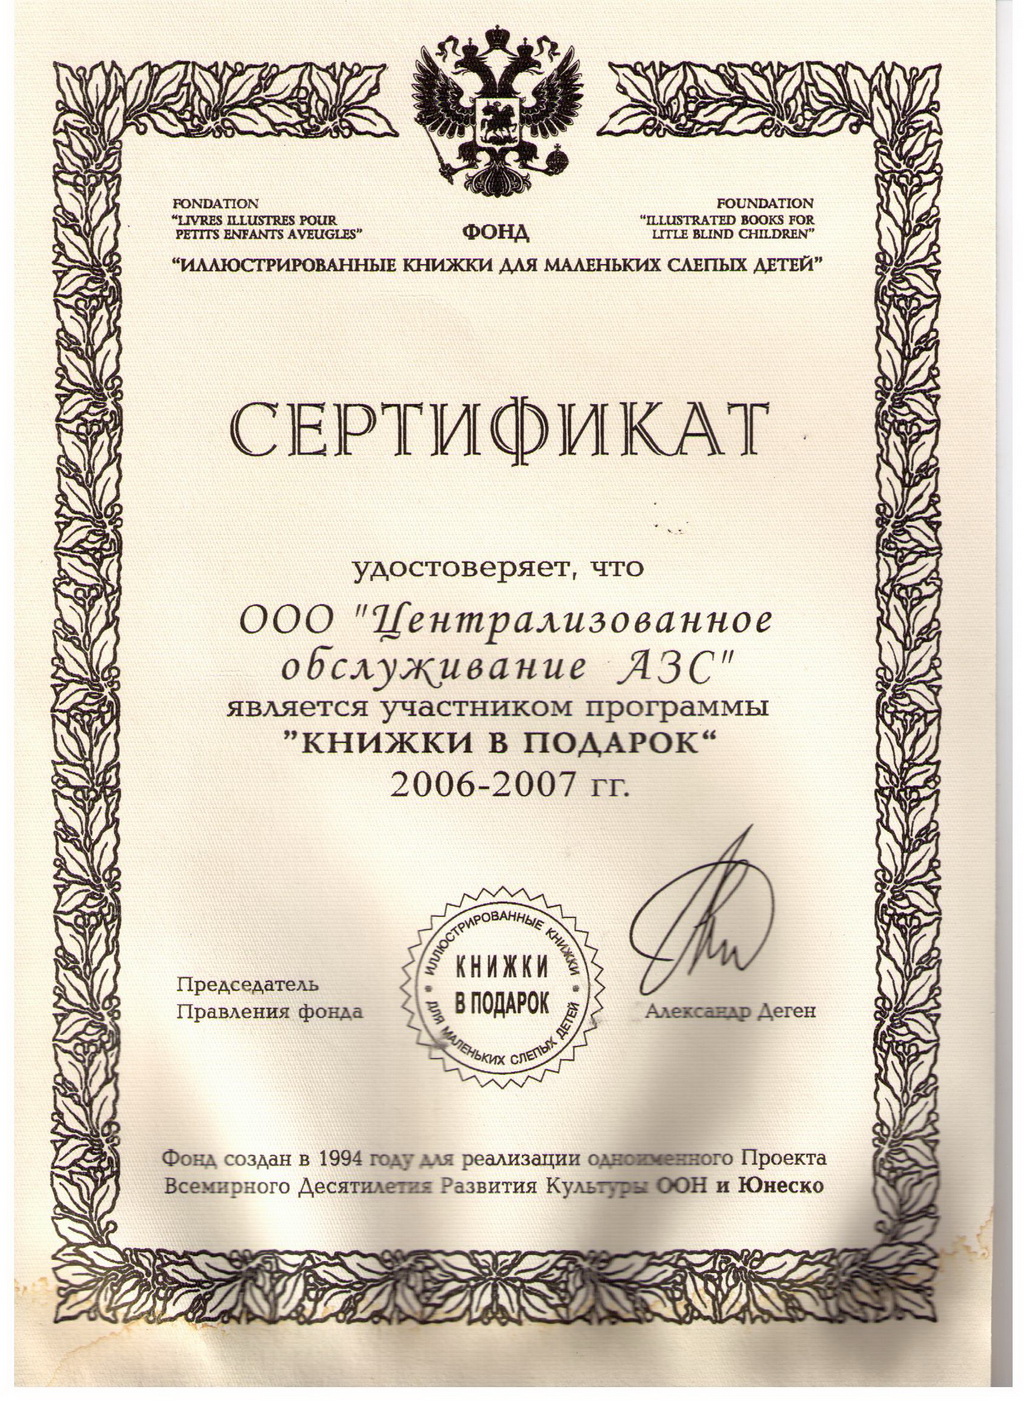 FONDATION
"LIVRES ILLUSTRES POUR
PETITS ENFANTS AVEUGLES"
FOUNDATION
"ILLUSTRATED BOOKS FOR
LITLE BLIND CHILDREN"
ФОНД
"ИЛЛЮСТРИРОВАННЫЕ КНИЖКИ ДЛЯ МАЛЕНЬКИХ СЛЕПЫХ ДЕТЕЙ"
СЕРТИФИКАТ
удостоверяет, что
ООО "Централизованное
обслуживание АЗС"
является участником программы
"КНИЖКИ В ПОДАРОК"
2006-2007 гг.
Председатель
Правления фонда
ИЛЛЮСТРИРОВАННЫЕ КНИЖКИ
КНИЖКИ
В ПОДАРОК
ДЛЯ МАЛЕНЬКИХ СЛЕПЫХ ДЕТЕЙ
Александр Деген
Фонд создан в 1994 году для реализации одноименного Проекта
Всемирного Десятилетия Развития Культуры ООН и Юнеско